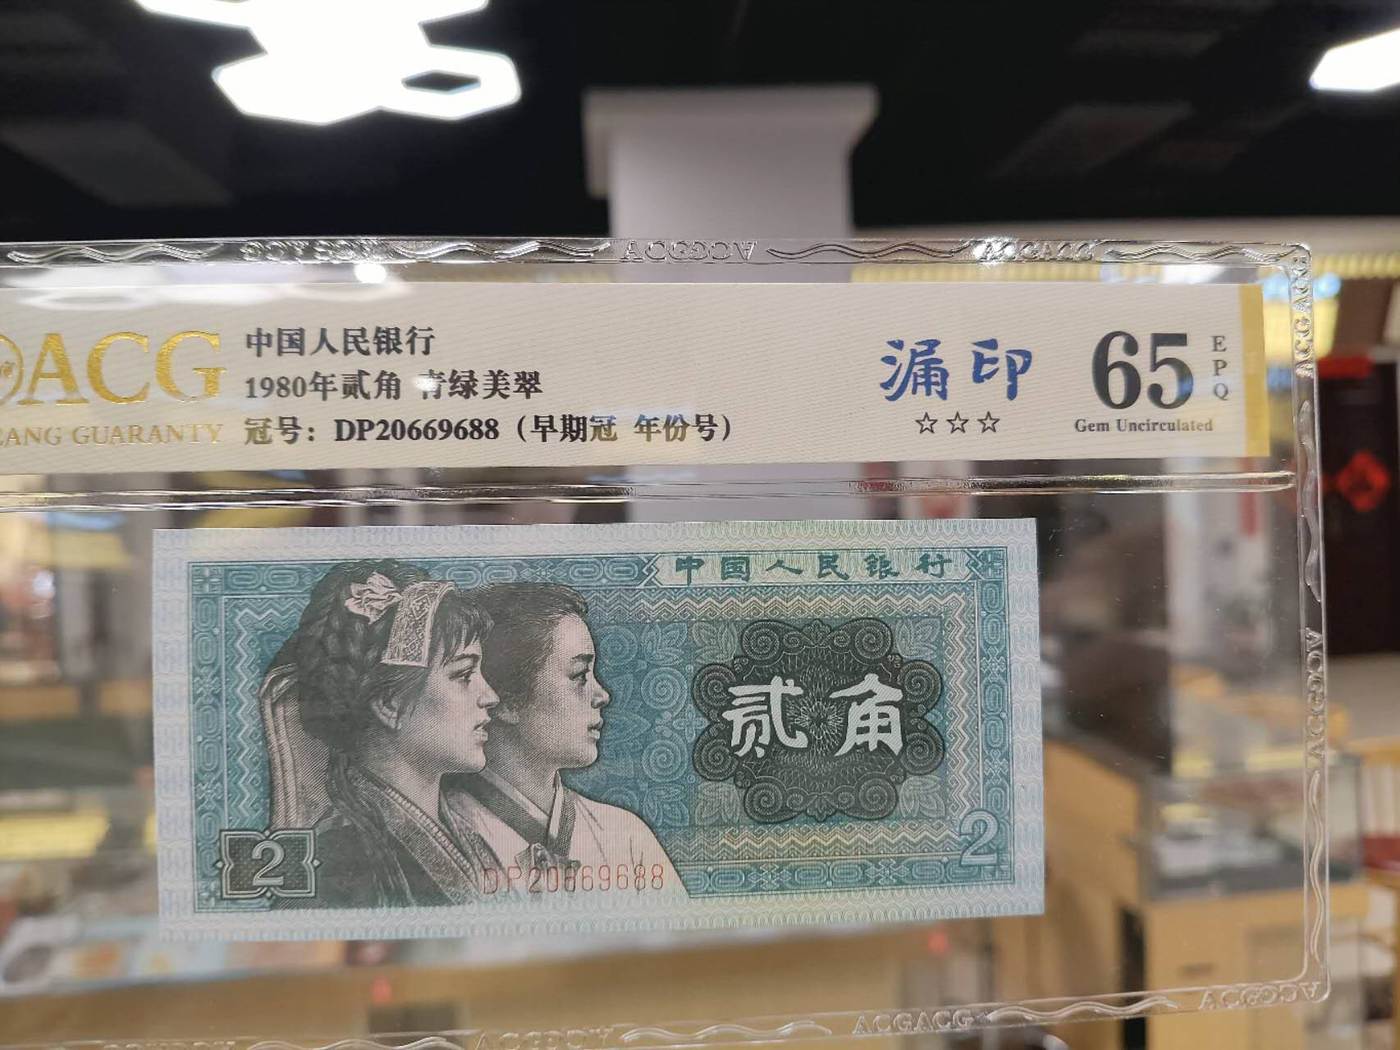 ACG
中国人民银行
1980年贰角 青绿美翠
冠号：DP20669688（早期冠 年份号）
GUARANTY
漏印
☆☆☆
65
EPQ
Gem Uncirculated
ACGACG
中国人民银行
贰角
2
2
DP20669688
ACGACG